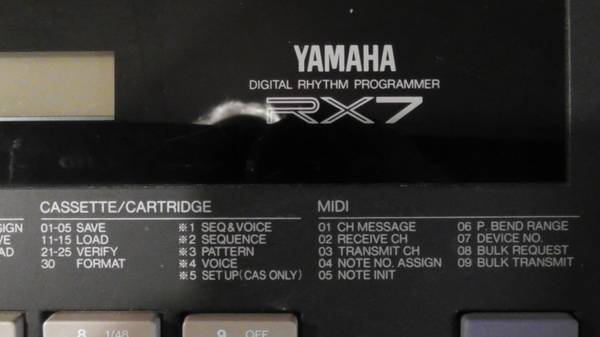 YAMAHA
DIGITAL RHYTHM PROGRAMMER
RX7
CASSETTE/CARTRIDGE
01-05 SAVE
11-15 LOAD
21-25 VERIFY
30 FORMAT
※1 SEQ&VOICE
※2 SEQUENCE
※3 PATTERN
※4 VOICE
※5 SETUP(CAS ONLY)
MIDI
01 CH MESSAGE
02 RECEIVE CH
03 TRANSMIT CH
04 NOTE NO. ASSIGN
05 NOTE INIT
06 P. BEND RANGE
07 DEVICE NO.
08 BULK REQUEST
09 BULK TRANSMIT
8 1/48
9 OFF